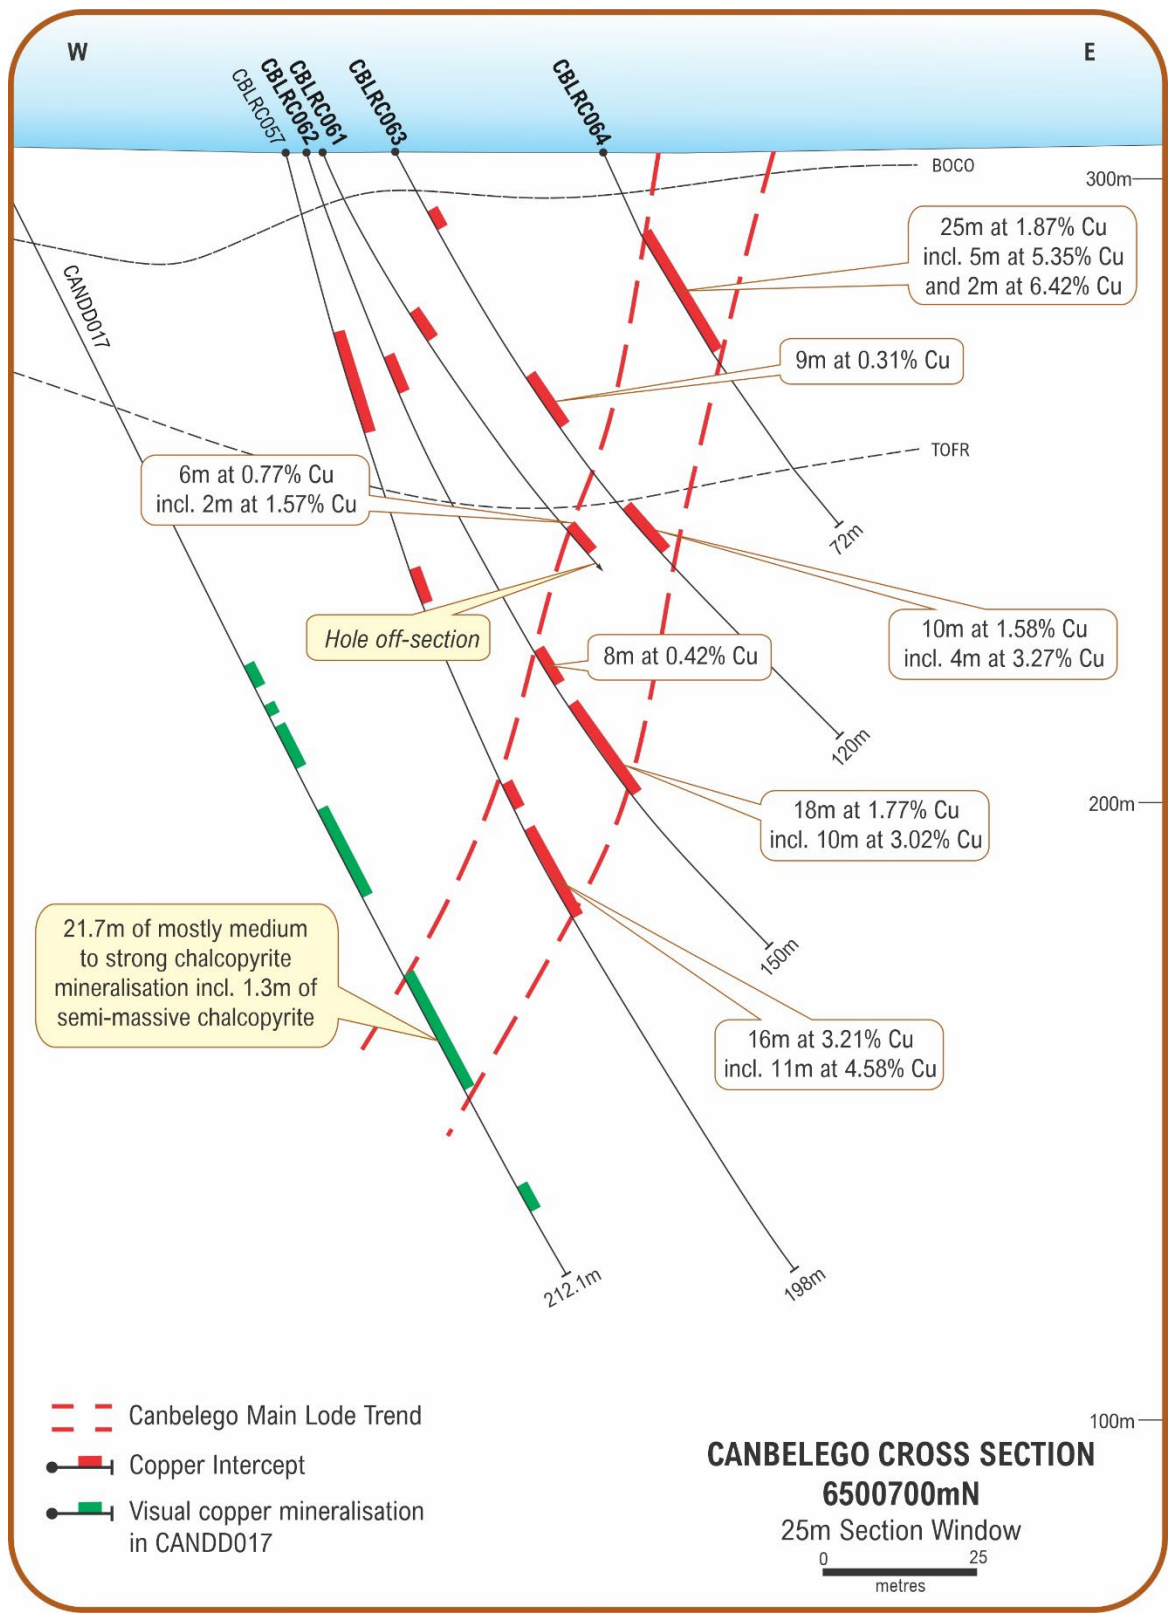 W
E
CBLRC057
CBLRC062
CBLRC061
CBLRC063
CBLRC064
BOCO
300m
CANDD017
25m at 1.87% Cu
incl. 5m at 5.35% Cu
and 2m at 6.42% Cu
9m at 0.31% Cu
TOFR
6m at 0.77% Cu
incl. 2m at 1.57% Cu
72m
Hole off-section
10m at 1.58% Cu
incl. 4m at 3.27% Cu
8m at 0.42% Cu
120m
200m
18m at 1.77% Cu
incl. 10m at 3.02% Cu
21.7m of mostly medium
to strong chalcopyrite
mineralisation incl. 1.3m of
semi-massive chalcopyrite
150m
16m at 3.21% Cu
incl. 11m at 4.58% Cu
212.1m
198m
Canbelego Main Lode Trend
Copper Intercept
Visual copper mineralisation
in CANDD017
100m
CANBELEGO CROSS SECTION
6500700mN
25m Section Window
0 25
metres